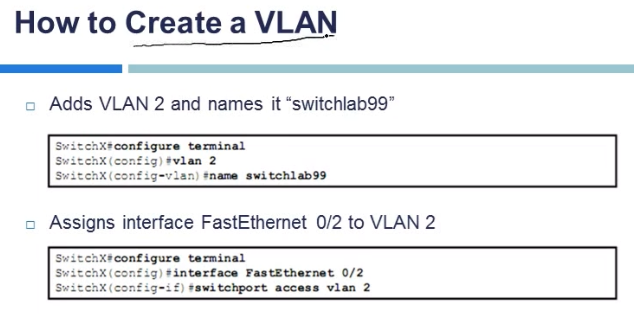 How to Create a VLAN
Adds VLAN 2 and names it “switchlab99”
SwitchX#configure terminal
SwitchX(config)#vlan 2
SwitchX(config-vlan)#name switchlab99
Assigns interface FastEthernet 0/2 to VLAN 2
SwitchX#configure terminal
SwitchX(config)#interface FastEthernet 0/2
SwitchX(config-if)#switchport access vlan 2